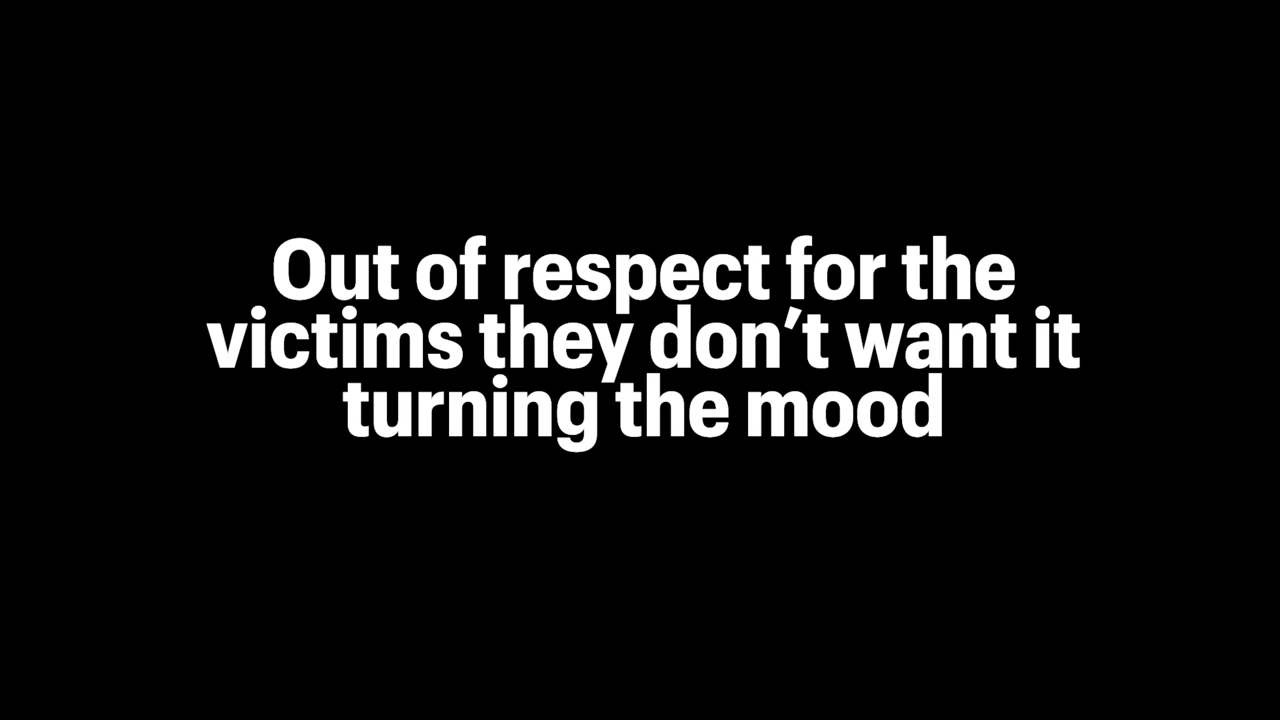 Out of respect for the
victims they don’t want it
turning the mood